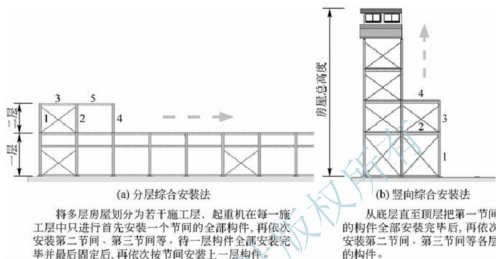 房屋总高度
3
5
1
2
4
二层
一层
4
3
2
1
(a) 分层综合安装法
(b) 竖向综合安装法
将多层房屋划分为若干施工层，起重机在每一施
工层中只进行首先安装一个节间的全部构件，再依次
安装第二节间、第三节间等。待一层构件全部安装完
毕并最后固定后，再依次按节间安装上一层构件。
从底层直至顶层把第一节间
的构件全部安装完毕后，再依次
安装第二节间、第三节间等各层
的构件。
版权所有